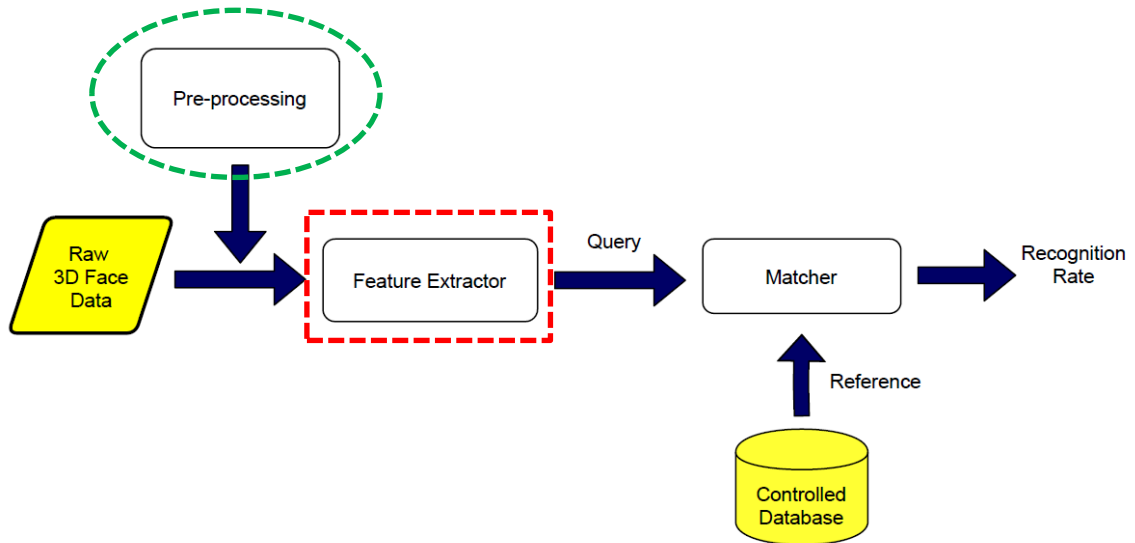 Pre-processing
Raw
3D Face
Data
Feature Extractor
Query
Matcher
Recognition
Rate
Reference
Controlled
Database